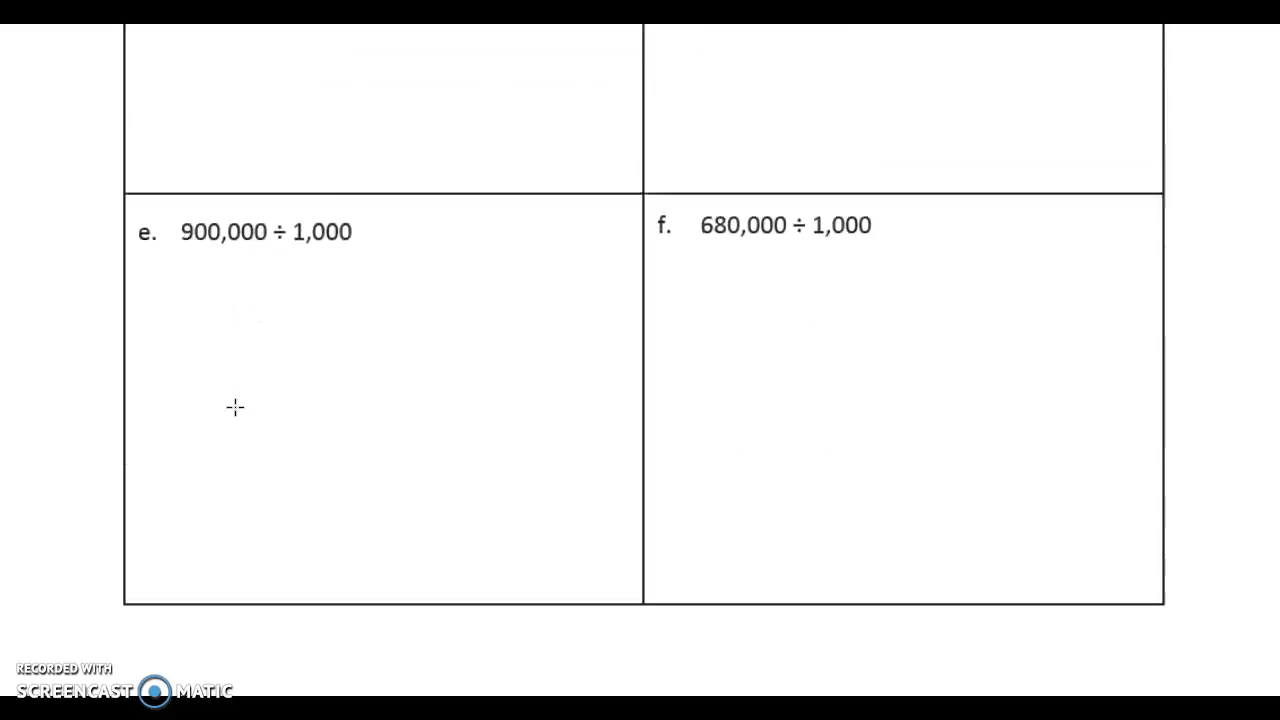 e. 900,000 ÷ 1,000
f. 680,000 ÷ 1,000
RECORDED WITH
SCREENCAST MATIC